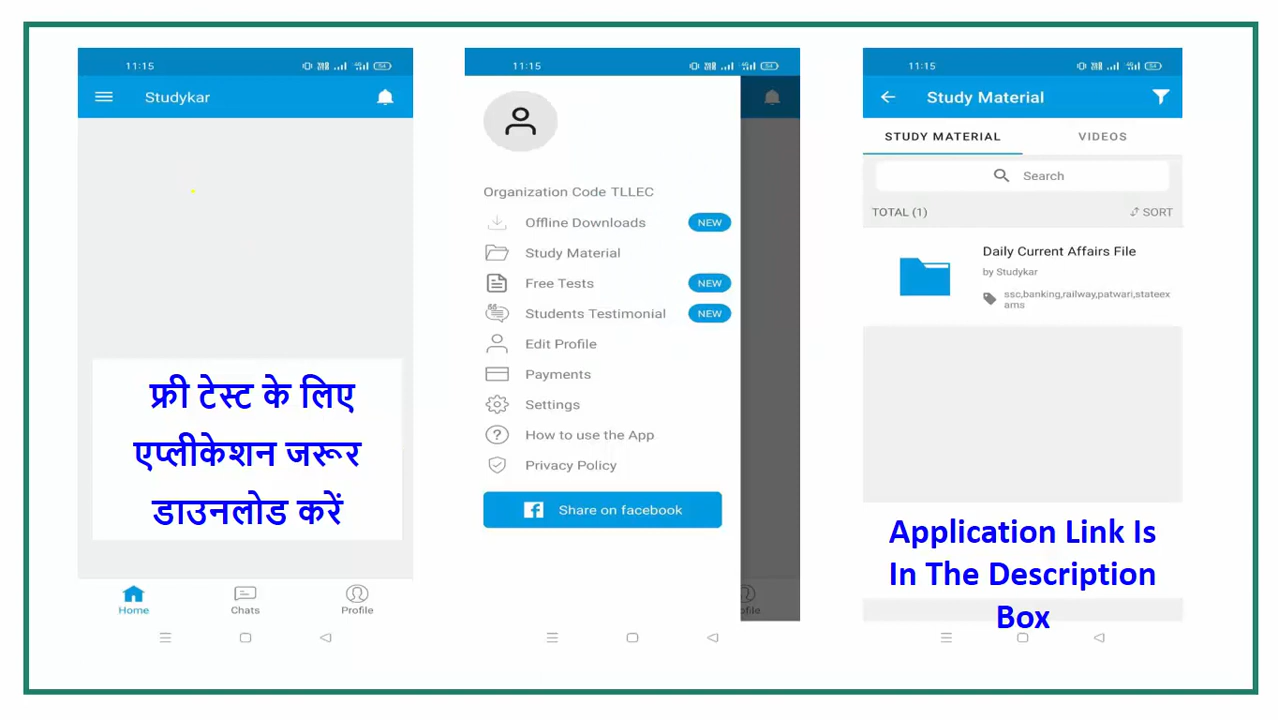 11:15
Studykar
फ्री टेस्ट के लिए
एप्लीकेशन जरूर
डाउनलोड करें
Home
Chats
Profile
11:15
Organization Code TLLEC
Offline Downloads NEW
Study Material
Free Tests NEW
Students Testimonial NEW
Edit Profile
Payments
Settings
How to use the App
Privacy Policy
Share on facebook
ofile
11:15
Study Material
STUDY MATERIAL VIDEOS
Search
TOTAL (1) SORT
Daily Current Affairs File
by Studykar
ssc,banking,railway,patwari,stateex
ams
Application Link Is
In The Description
Box